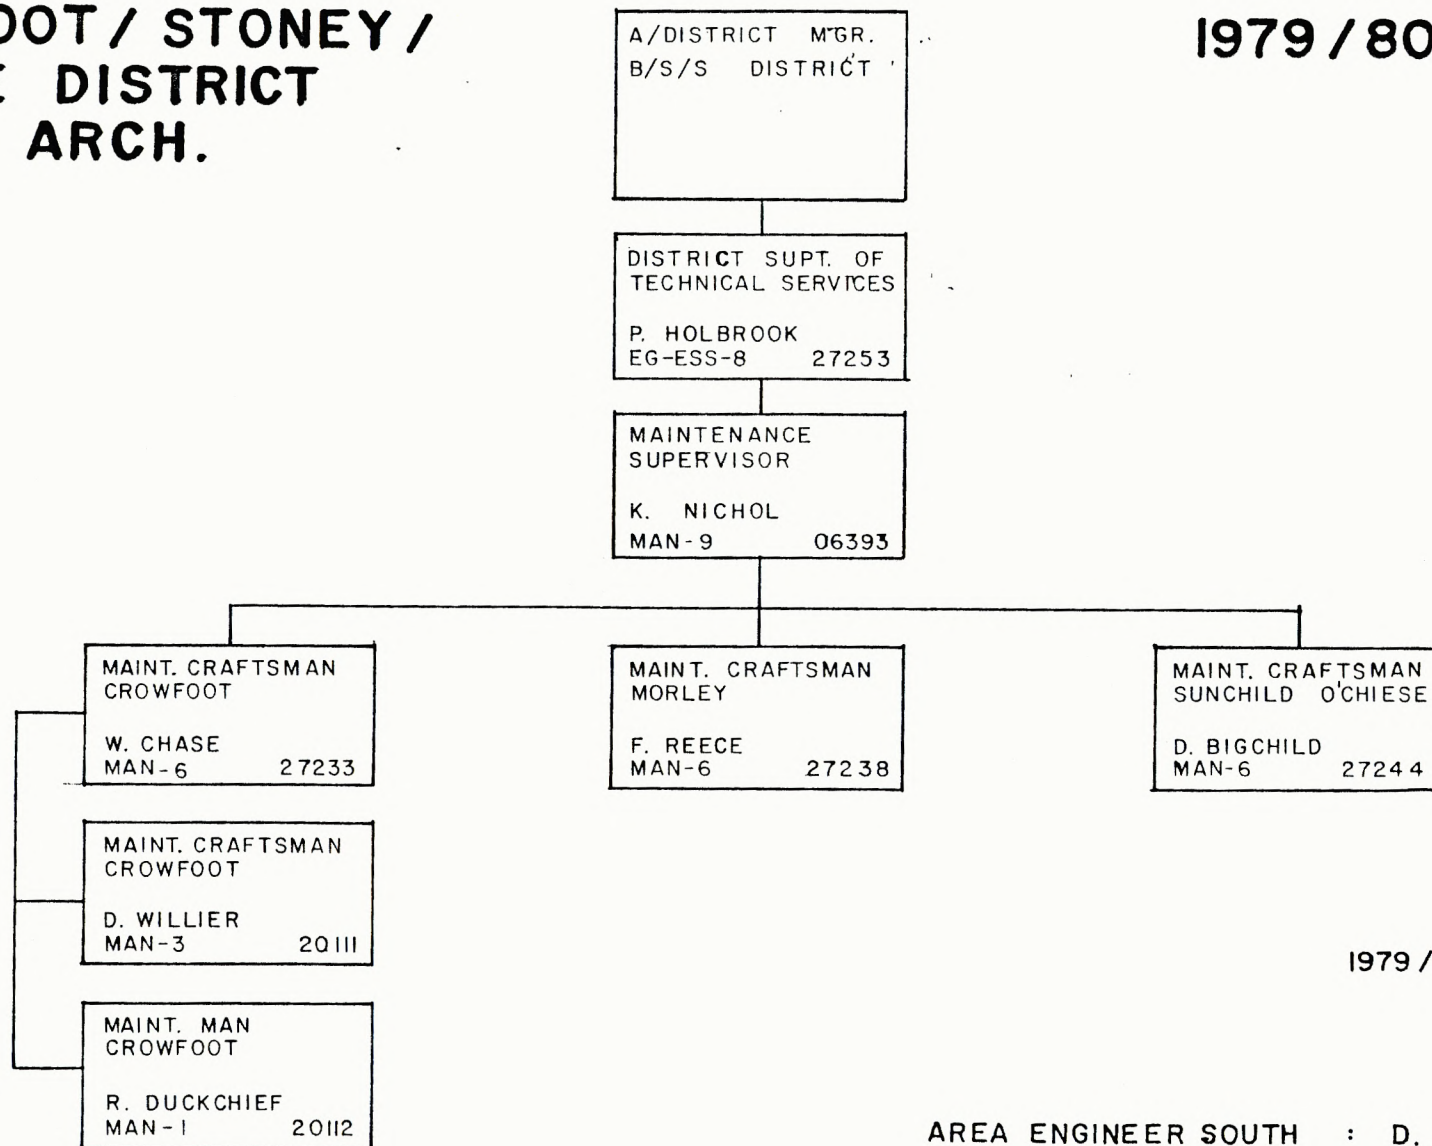 OOT / STONEY /
E DISTRICT
ARCH.
1979 / 80
A/DISTRICT MGR.
B/S/S DISTRICT
DISTRICT SUPT. OF
TECHNICAL SERVICES
P. HOLBROOK
EG-ESS-8 27253
MAINTENANCE
SUPERVISOR
K. NICHOL
MAN-9 06393
MAINT. CRAFTSMAN
CROWFOOT
W. CHASE
MAN-6 27233
MAINT. CRAFTSMAN
MORLEY
F. REECE
MAN-6 27238
MAINT. CRAFTSMAN
SUNCHILD O'CHIESE
D. BIGCHILD
MAN-6 27244
MAINT. CRAFTSMAN
CROWFOOT
D. WILLIER
MAN-3 20111
MAINT. MAN
CROWFOOT
R. DUCKCHIEF
MAN-1 20112
1979 /
AREA ENGINEER SOUTH : D.